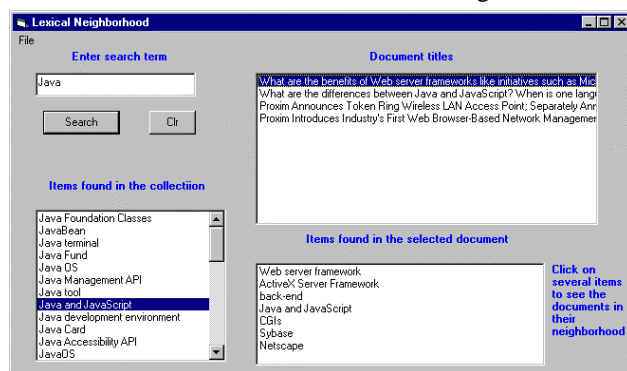 Lexical Neighborhood
File
Enter search term
Document titles
Java
Search
Clr
What are the benefits of Web server frameworks like initiatives such as Mic
What are the differences between Java and JavaScript? When is one langu
Proxim Announces Token Ring Wireless LAN Access Point; Separately Anr
Proxim Introduces Industry's First Web Browser-Based Network Managemer
Items found in the collectiion
Java Foundation Classes
JavaBean
Java terminal
Java Fund
Java OS
Java Management API
Java tool
Java and JavaScript
Java development environment
Java Card
Java Accessibility API
JavaOS
Items found in the selected document
Web server framework
ActiveX Server Framework
back-end
Java and JavaScript
CGIs
Sybase
Netscape
Click on
several items
to see the
documents in
their
neighborhood